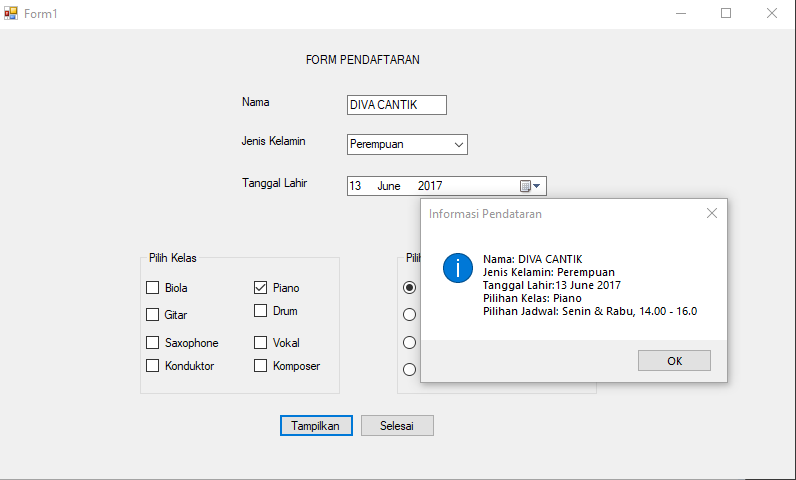 Form1
FORM PENDAFTARAN
Nama
DIVA CANTIK
Jenis Kelamin
Perempuan
Tanggal Lahir
13 June 2017
Informasi Pendataran
Nama: DIVA CANTIK
Jenis Kelamin: Perempuan
Tanggal Lahir:13 June 2017
Pilihan Kelas: Piano
Pilihan Jadwal: Senin & Rabu, 14.00 - 16.0
OK
Pilih Kelas
Biola
Piano
Gitar
Drum
Saxophone
Vokal
Konduktor
Komposer
Tampilkan
Selesai